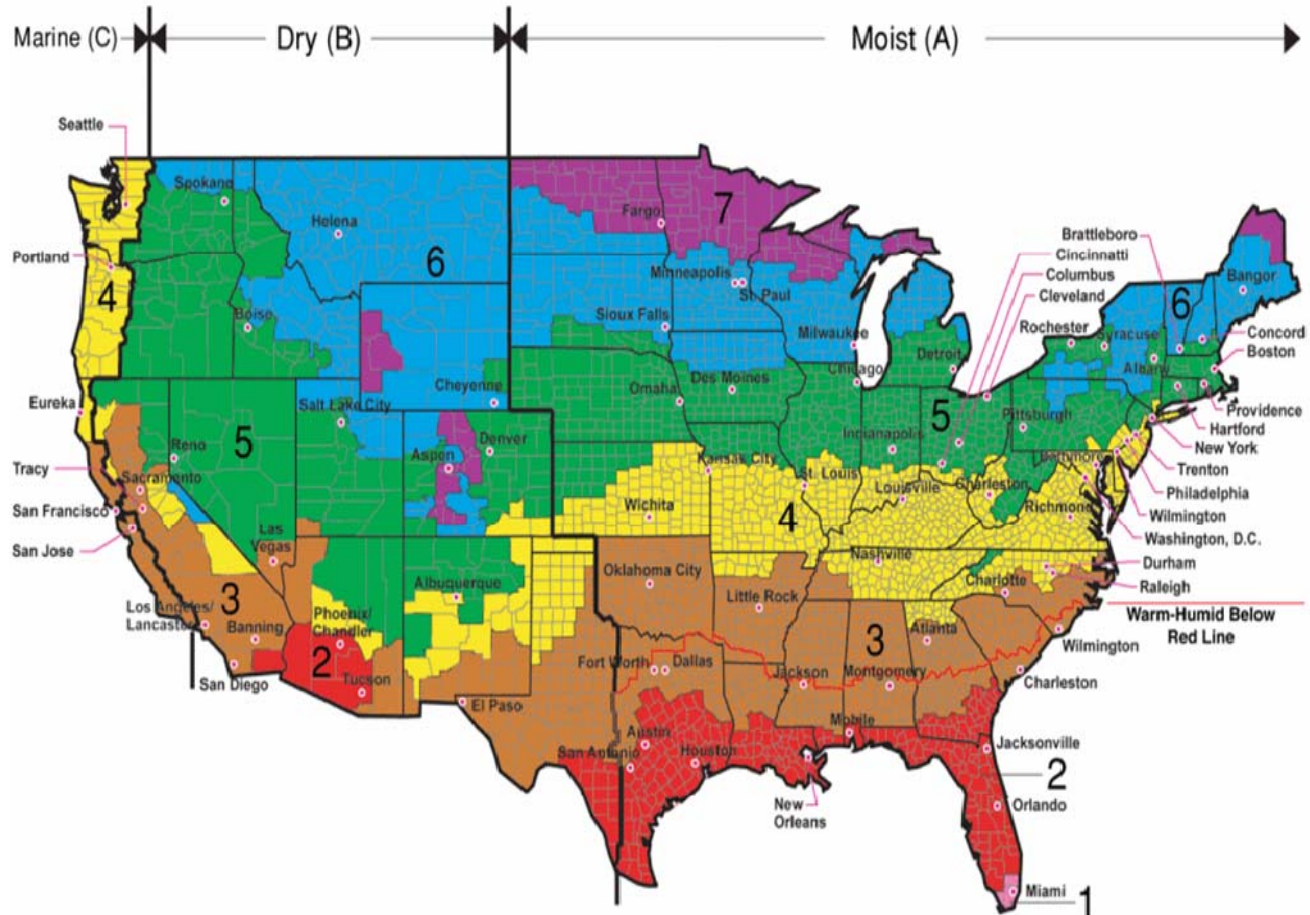 Marine (C)
Dry (B)
Moist (A)
Seattle
Spokane
Helena
6
Fargo
7
Brattleboro
Cincinnatti
Columbus
Cleveland
Bangor
6
Portland
4
Minneapolis
St. Paul
Boise
Sioux Falls
Milwaukee
Rochester
Syracuse
Concord
Detroit
Albany
Boston
Chicago
Cheyenne
Omaha
Des Moines
Eureka
Salt Lake City
Providence
Hartford
Pittsburgh
5
5
Reno
Denver
Indianapolis
New York
Aspen
Kansas City
Baltimore
Trenton
Tracy
Sacramento
St. Louis
Louisville
Charleston
Philadelphia
San Francisco
Wichita
4
Richmond
Wilmington
Las
Vegas
Washington, D.C.
San Jose
Nashville
Durham
Albuquerque
Oklahoma City
Charlotte
Raleigh
3
Little Rock
Los Angeles/
Lancaster
Phoenix/
Chandler
Warm-Humid Below
Red Line
Banning
Atlanta
3
Wilmington
2
Fort Worth
Dallas
Jackson
Montgomery
San Diego
Tucson
Charleston
El Paso
Mobile
Austin
San Antonio
Houston
Jacksonville
2
New
Orleans
Orlando
Miami
1